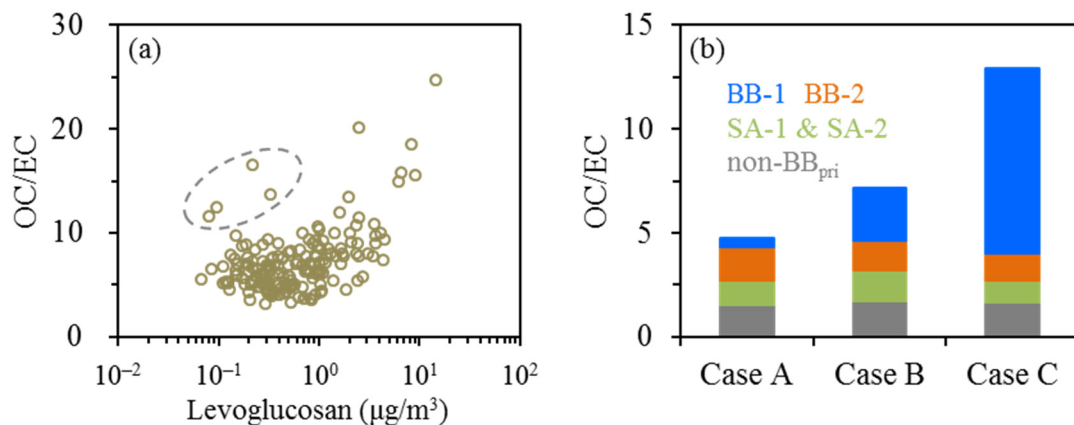 (a)
30
20
10
0
OC/EC
10⁻² 10⁻¹ 10⁰ 10¹ 10²
Levoglucosan (μg/m³)
(b)
15
10
5
0
OC/EC
BB-1 BB-2
SA-1 & SA-2
non-BBpri
Case A Case B Case C